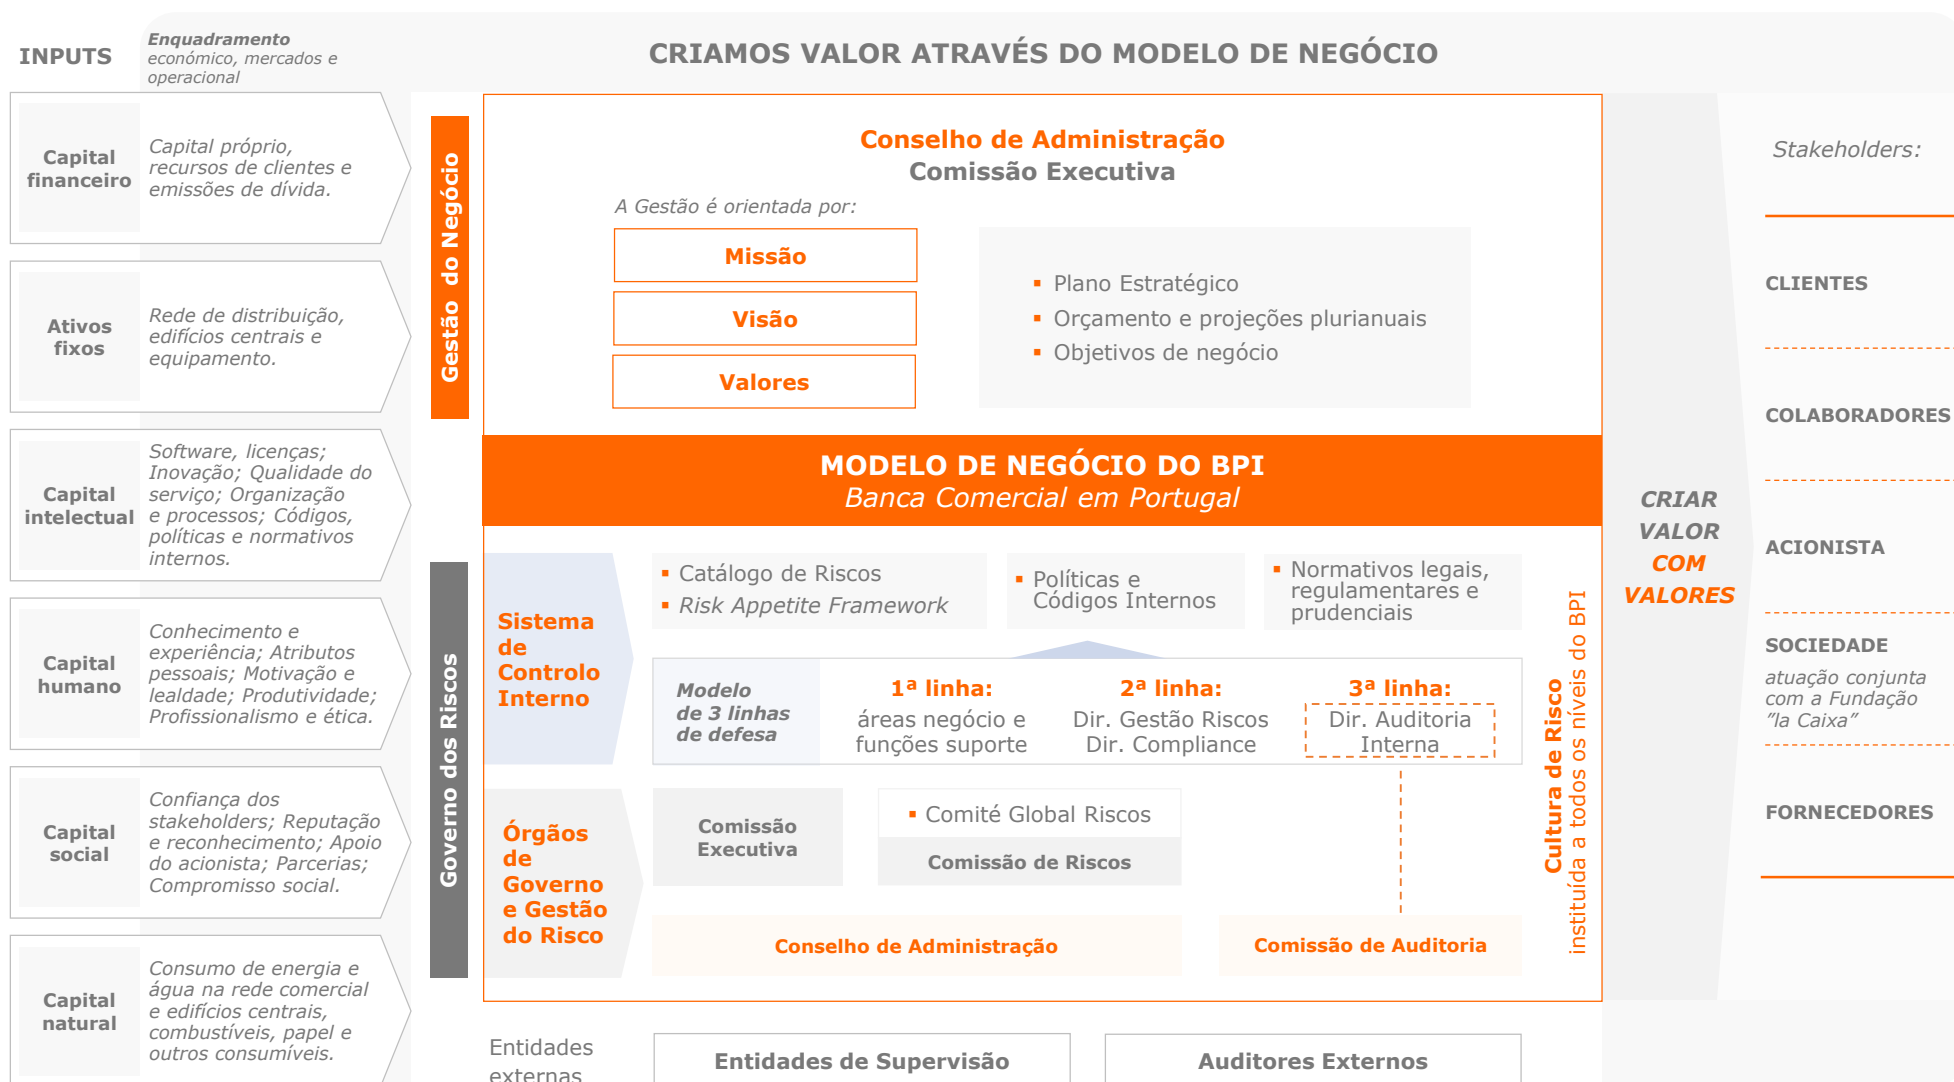 INPUTS
Enquadramento
económico, mercados e
operacional
CRIAMOS VALOR ATRAVÉS DO MODELO DE NEGÓCIO
Capital
financeiro
Capital próprio,
recursos de clientes e
emissões de dívida.
Ativos
fixos
Rede de distribuição,
edifícios centrais e
equipamento.
Capital
intelectual
Software, licenças;
Inovação; Qualidade do
serviço; Organização
e processos; Códigos,
políticas e normativos
internos.
Capital
humano
Conhecimento e
experiência; Atributos
pessoais; Motivação e
lealdade; Produtividade;
Profissionalismo e ética.
Capital
social
Confiança dos
stakeholders; Reputação
e reconhecimento; Apoio
do acionista; Parcerias;
Compromisso social.
Capital
natural
Consumo de energia e
água na rede comercial
e edifícios centrais,
combustíveis, papel e
outros consumíveis.
Gestão do Negócio
Conselho de Administração
Comissão Executiva
A Gestão é orientada por:
Missão
Visão
Valores
▪ Plano Estratégico
▪ Orçamento e projeções plurianuais
▪ Objetivos de negócio
MODELO DE NEGÓCIO DO BPI
Banca Comercial em Portugal
Governo dos Riscos
Sistema
de
Controlo
Interno
▪ Catálogo de Riscos
▪ Risk Appetite Framework
▪ Políticas e
Códigos Internos
▪ Normativos legais,
regulamentares e
prudenciais
Modelo
de 3 linhas
de defesa
1ª linha:
áreas negócio e
funções suporte
2ª linha:
Dir. Gestão Riscos
Dir. Compliance
3ª linha:
Dir. Auditoria
Interna
Órgãos
de
Governo
e Gestão
do Risco
Comissão
Executiva
▪ Comité Global Riscos
Comissão de Riscos
Conselho de Administração
Comissão de Auditoria
Cultura de Risco
instituída a todos os níveis do BPI
Entidades
externas
Entidades de Supervisão
Auditores Externos
CRIAR
VALOR
COM
VALORES
Stakeholders:
CLIENTES
COLABORADORES
ACIONISTA
SOCIEDADE
atuação conjunta
com a Fundação
”la Caixa”
FORNECEDORES